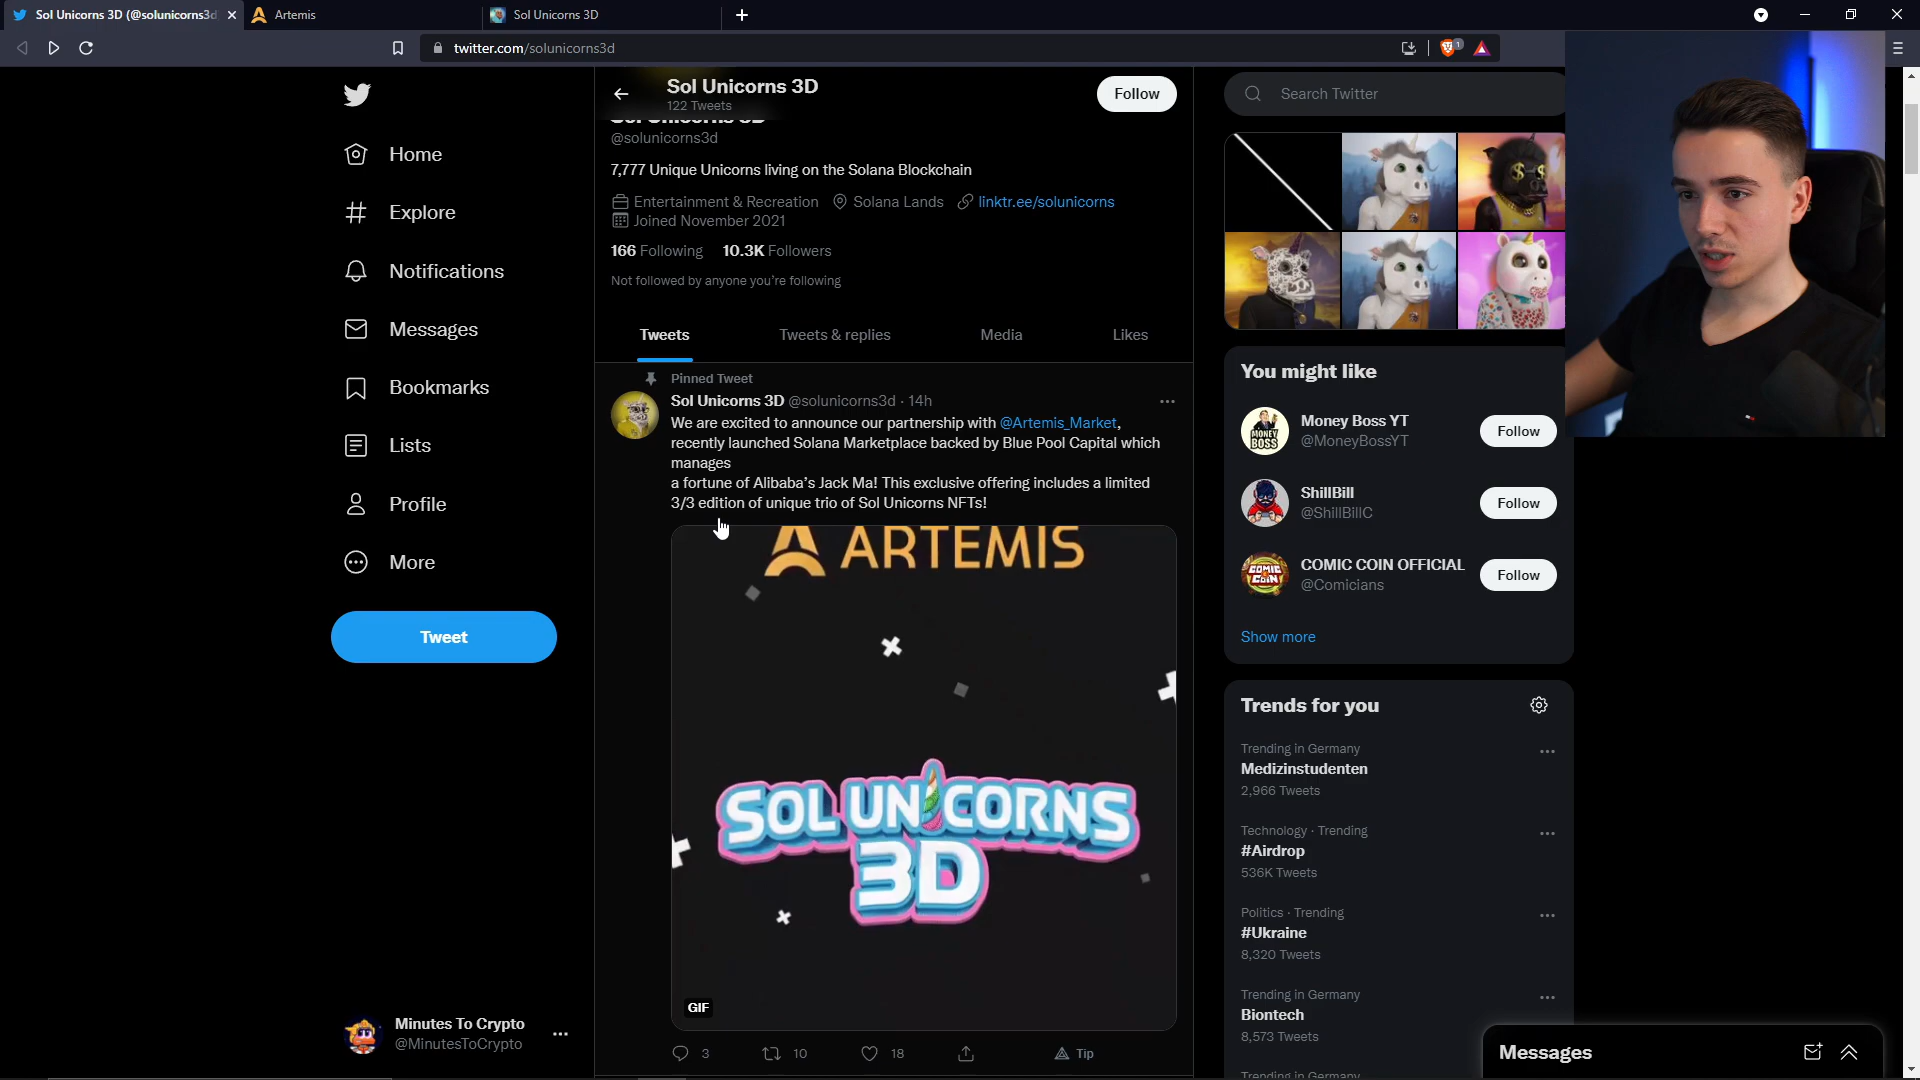 Sol Unicorns 3D (@solunicorns3d
Artemis
Sol Unicorns 3D
twitter.com/solunicorns3d
1
Sol Unicorns 3D
122 Tweets
Follow
Search Twitter
@solunicorns3d
7,777 Unique Unicorns living on the Solana Blockchain
Entertainment & Recreation Solana Lands linktr.ee/solunicorns
Joined November 2021
166 Following 10.3K Followers
Not followed by anyone you're following
Tweets Tweets & replies Media Likes
Home
Explore
Notifications
Messages
Bookmarks
Lists
Profile
More
Tweet
Minutes To Crypto
@MinutesToCrypto
Pinned Tweet
Sol Unicorns 3D @solunicorns3d · 14h
We are excited to announce our partnership with @Artemis_Market,
recently launched Solana Marketplace backed by Blue Pool Capital which
manages
a fortune of Alibaba's Jack Ma! This exclusive offering includes a limited
3/3 edition of unique trio of Sol Unicorns NFTs!
ARTEMIS
SOL UNICORNS
3D
GIF
3 10 18 Tip
You might like
Money Boss YT
@MoneyBossYT
Follow
MONEY
BOSS
ShillBill
@ShillBillC
Follow
COMIC COIN OFFICIAL
@Comicians
Follow
COMIC
COIN
Show more
Trends for you
Trending in Germany
Medizinstudenten
2,966 Tweets
Technology · Trending
#Airdrop
536K Tweets
Politics · Trending
#Ukraine
8,320 Tweets
Trending in Germany
Biontech
8,573 Tweets
Trending in Germany
Messages